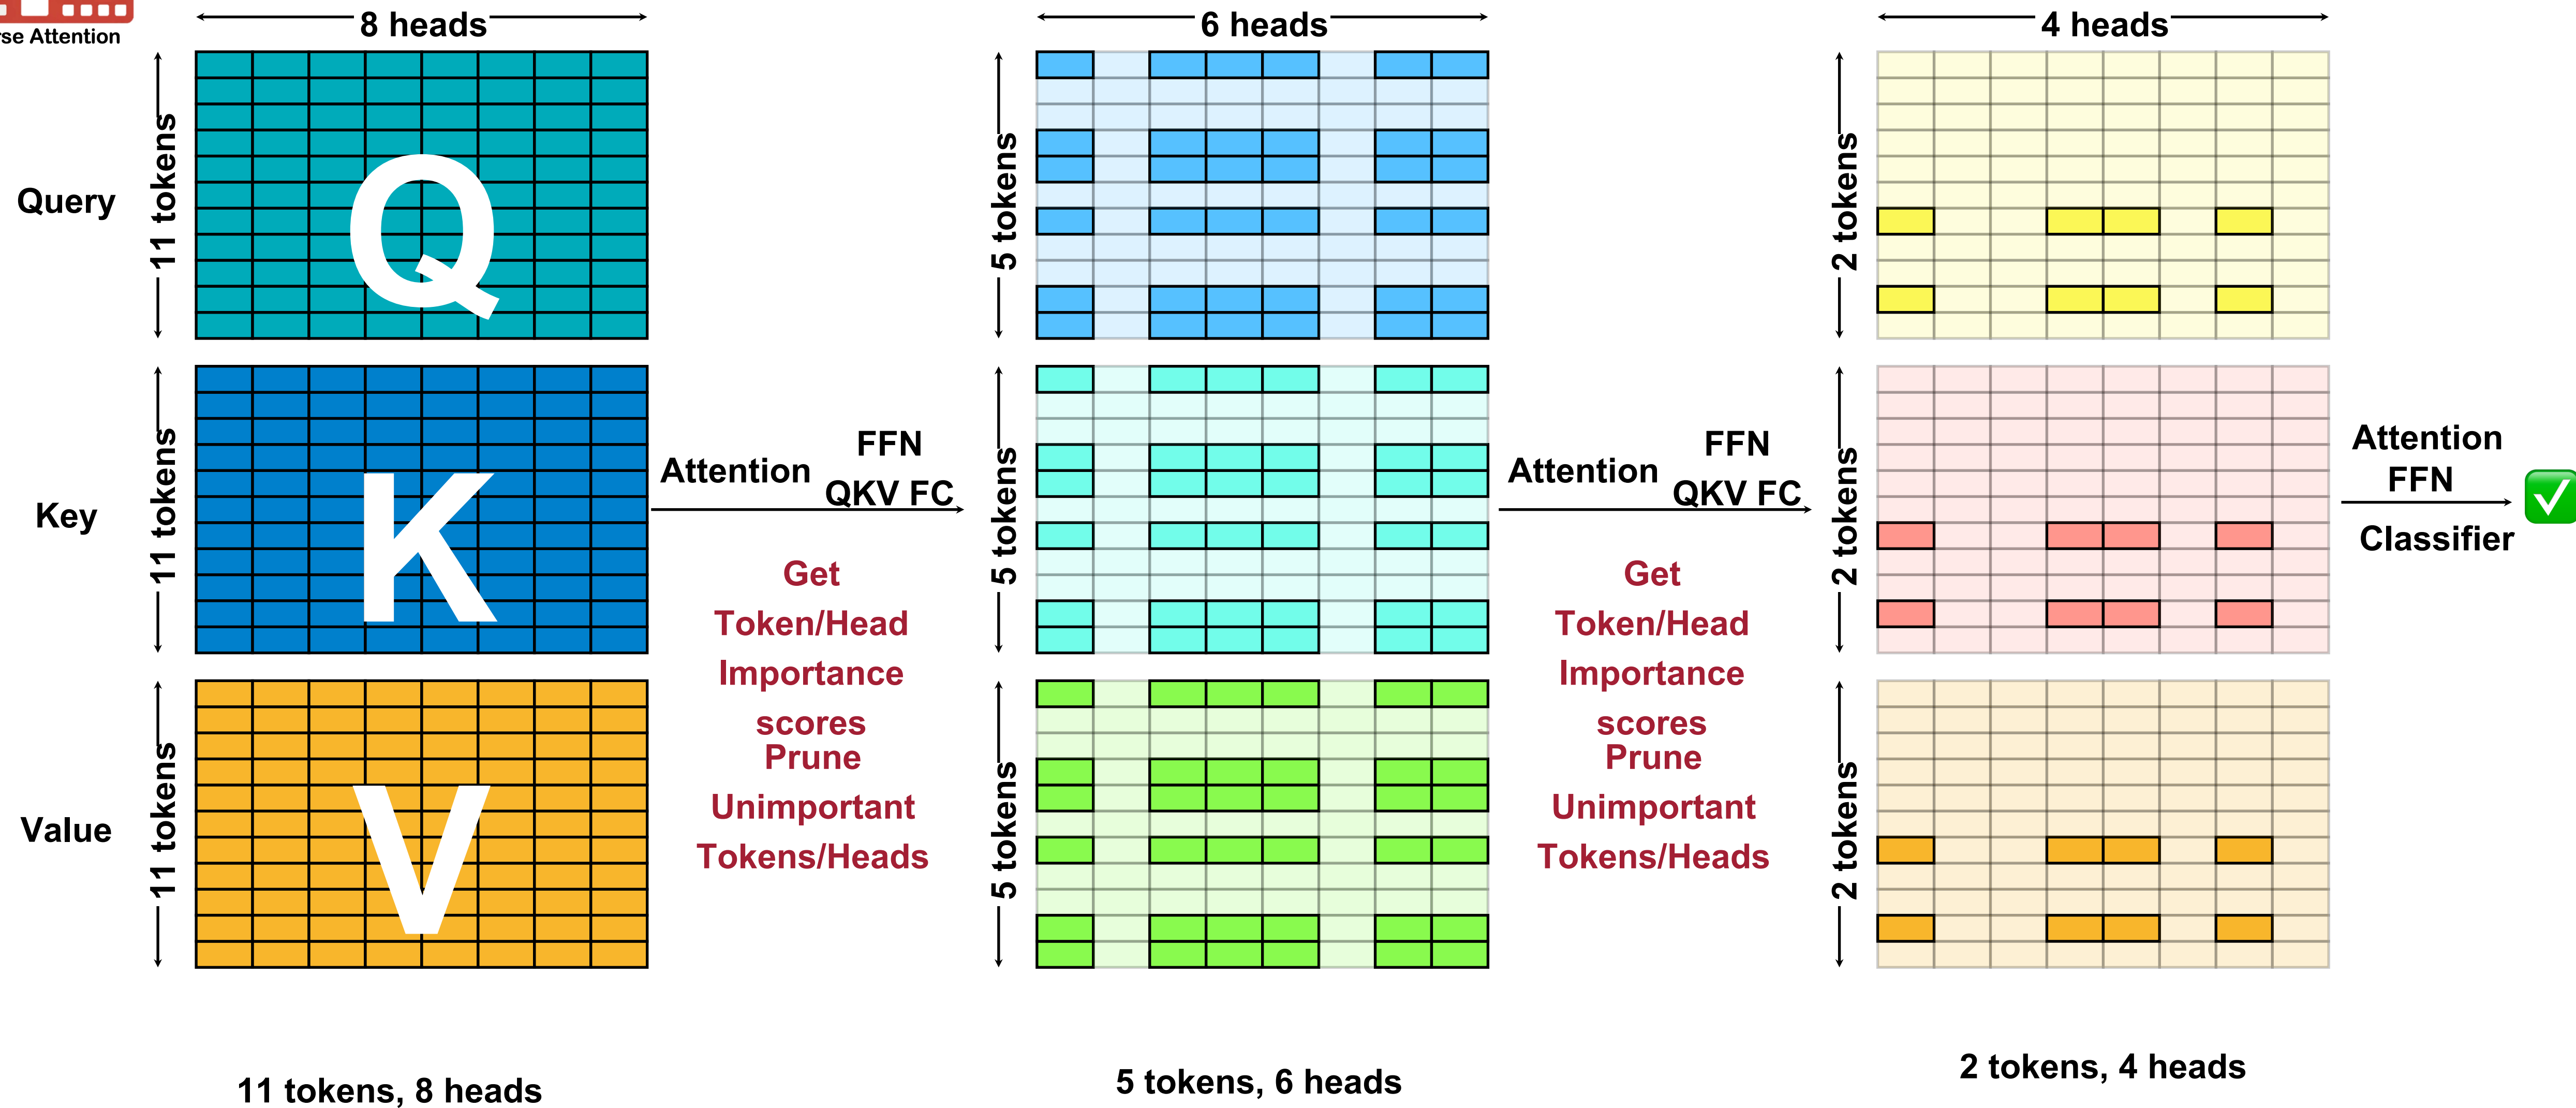 rse Attention
8 heads
6 heads
4 heads
Query
11 tokens
Q
5 tokens
2 tokens
Key
11 tokens
K
Attention
FFN
QKV FC
5 tokens
Attention
FFN
QKV FC
2 tokens
Attention
FFN
Classifier
Get
Token/Head
Importance
scores
Prune
Unimportant
Tokens/Heads
Get
Token/Head
Importance
scores
Prune
Unimportant
Tokens/Heads
Value
11 tokens
V
5 tokens
2 tokens
11 tokens, 8 heads
5 tokens, 6 heads
2 tokens, 4 heads